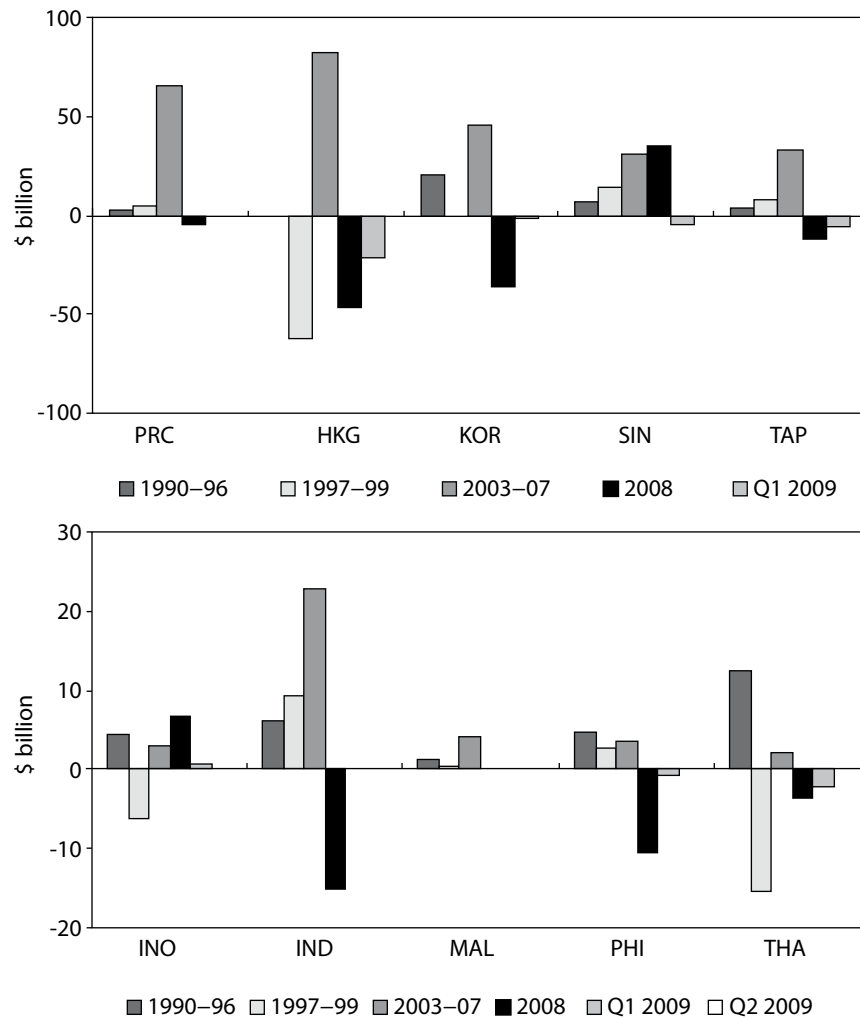 100
50
0
-50
-100
$ billion
PRC HKG KOR SIN TAP
1990–96 1997–99 2003–07 2008 Q1 2009
30
20
10
0
-10
-20
$ billion
INO IND MAL PHI THA
1990–96 1997–99 2003–07 2008 Q1 2009 Q2 2009